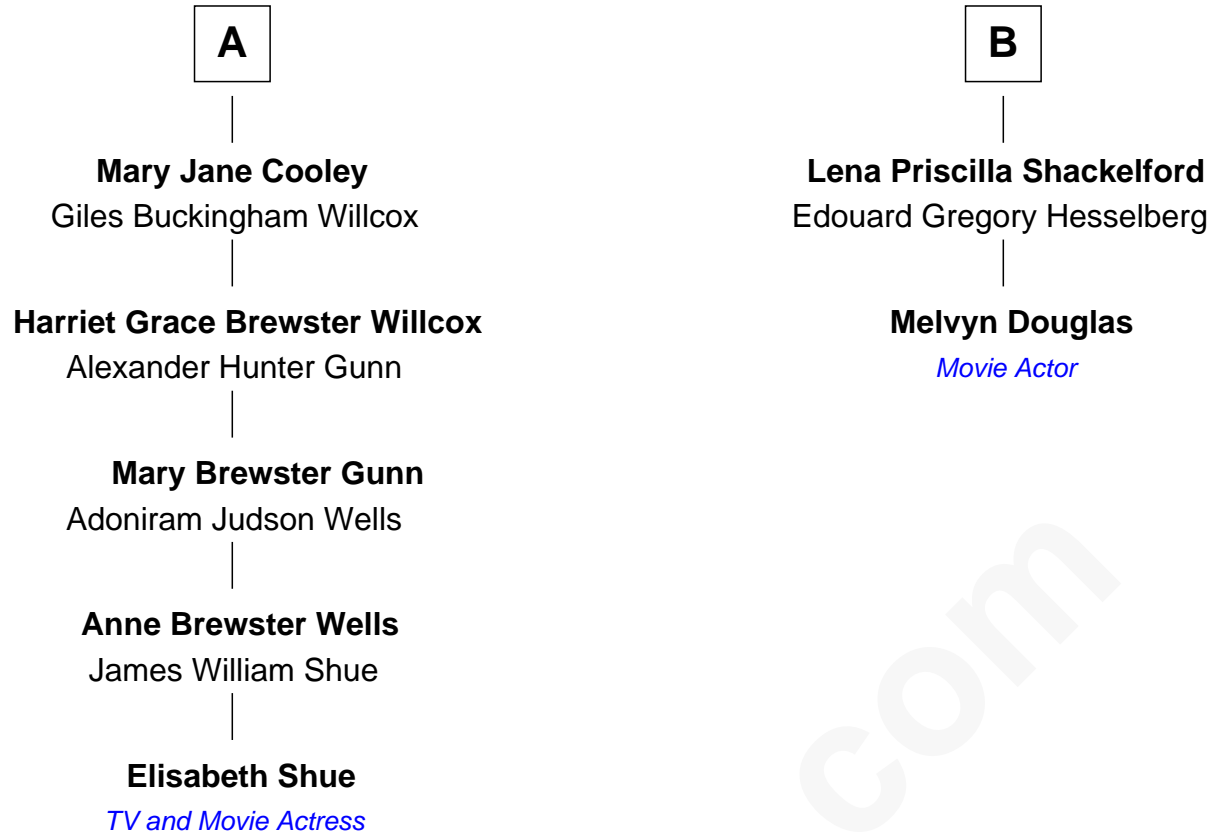 A
Mary Jane Cooley
Giles Buckingham Willcox
Harriet Grace Brewster Willcox
Alexander Hunter Gunn
Mary Brewster Gunn
Adoniram Judson Wells
Anne Brewster Wells
James William Shue
Elisabeth Shue
TV and Movie Actress
B
Lena Priscilla Shackelford
Edouard Gregory Hesselberg
Melvyn Douglas
Movie Actor
com